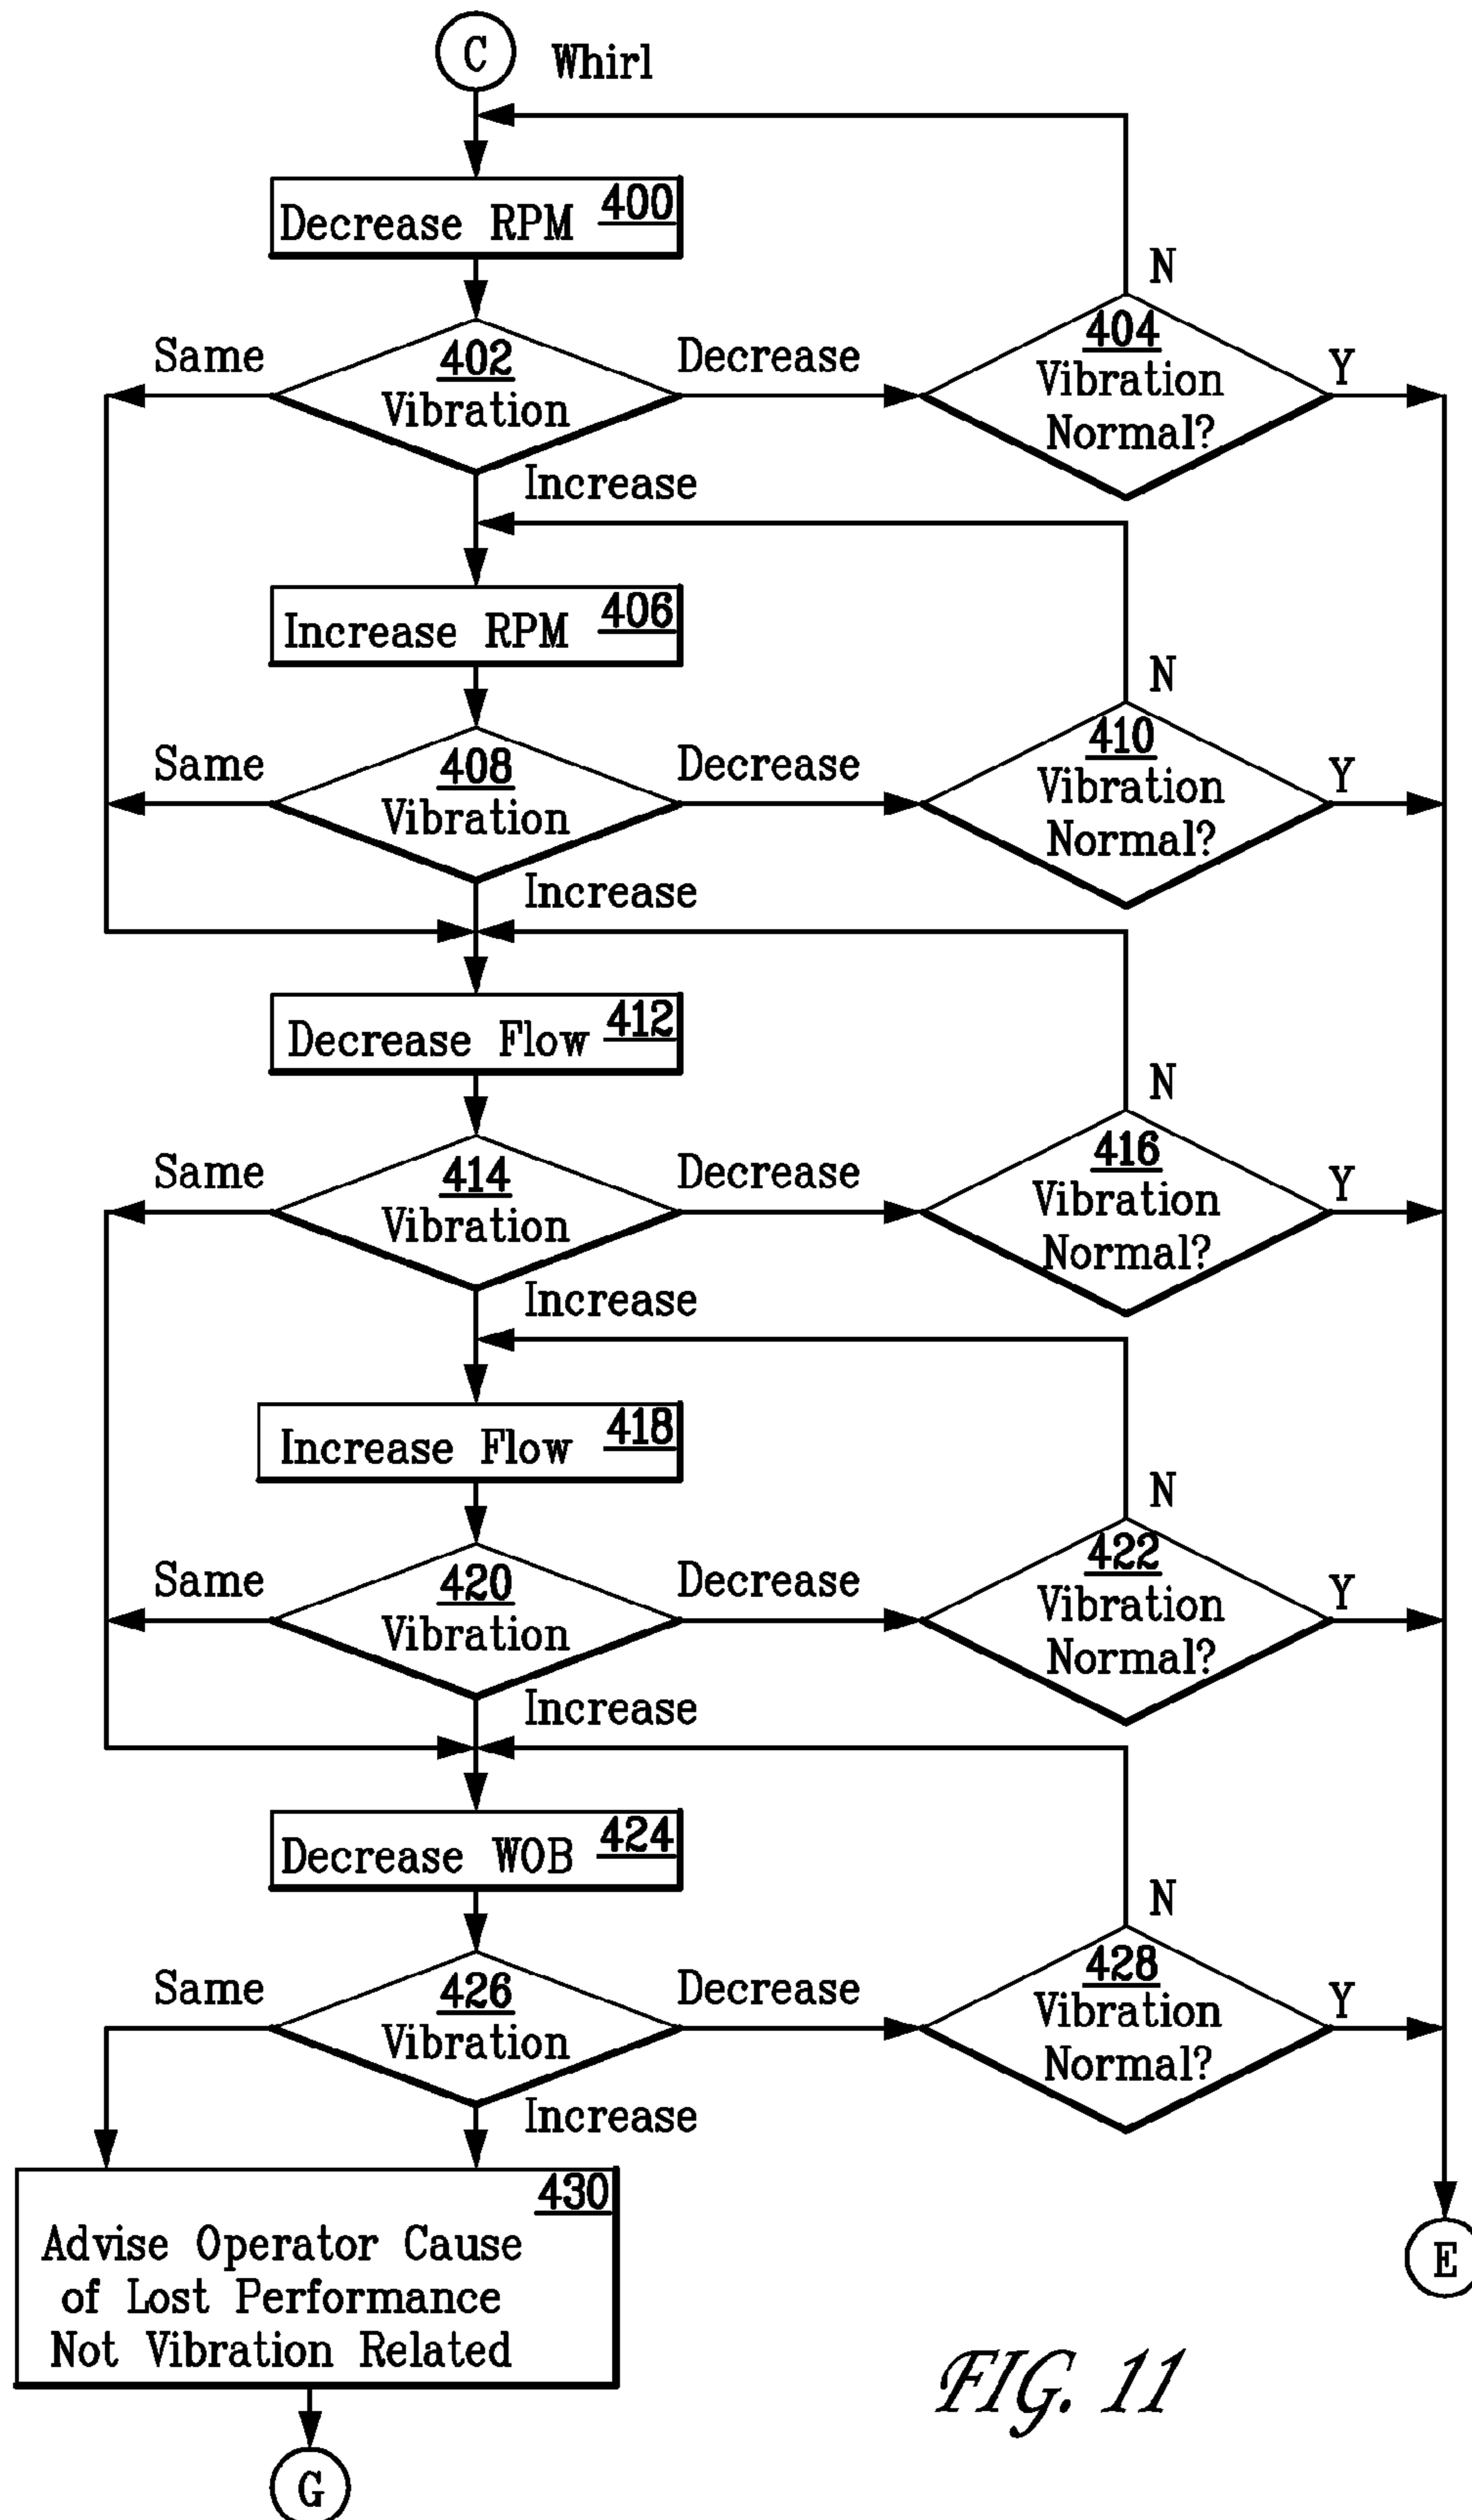 C Whirl
Decrease RPM 400
N
Same
402
Vibration
Decrease
404
Vibration
Normal?
Y
Increase
Increase RPM 406
N
Same
408
Vibration
Decrease
410
Vibration
Normal?
Y
Increase
Decrease Flow 412
N
Same
414
Vibration
Decrease
416
Vibration
Normal?
Y
Increase
Increase Flow 418
N
Same
420
Vibration
Decrease
422
Vibration
Normal?
Y
Increase
Decrease WOB 424
N
Same
426
Vibration
Decrease
428
Vibration
Normal?
Y
Increase
430
Advise Operator Cause
of Lost Performance
Not Vibration Related
E
G
FIG. 11